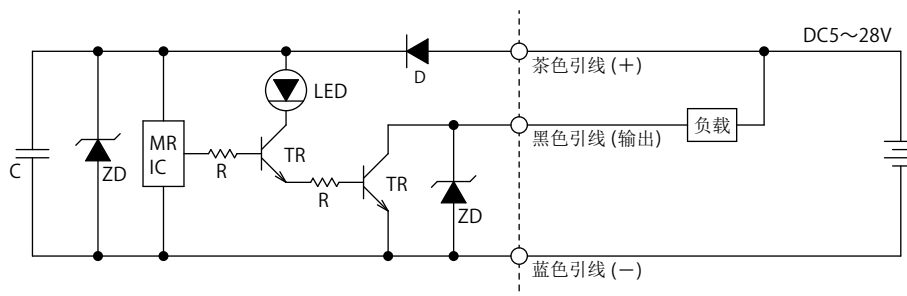 DC5～28V
茶色引线 (＋)
D
LED
黑色引线 (输出)
负载
MR
IC
C
ZD
R
TR
R
TR
ZD
蓝色引线 (－)